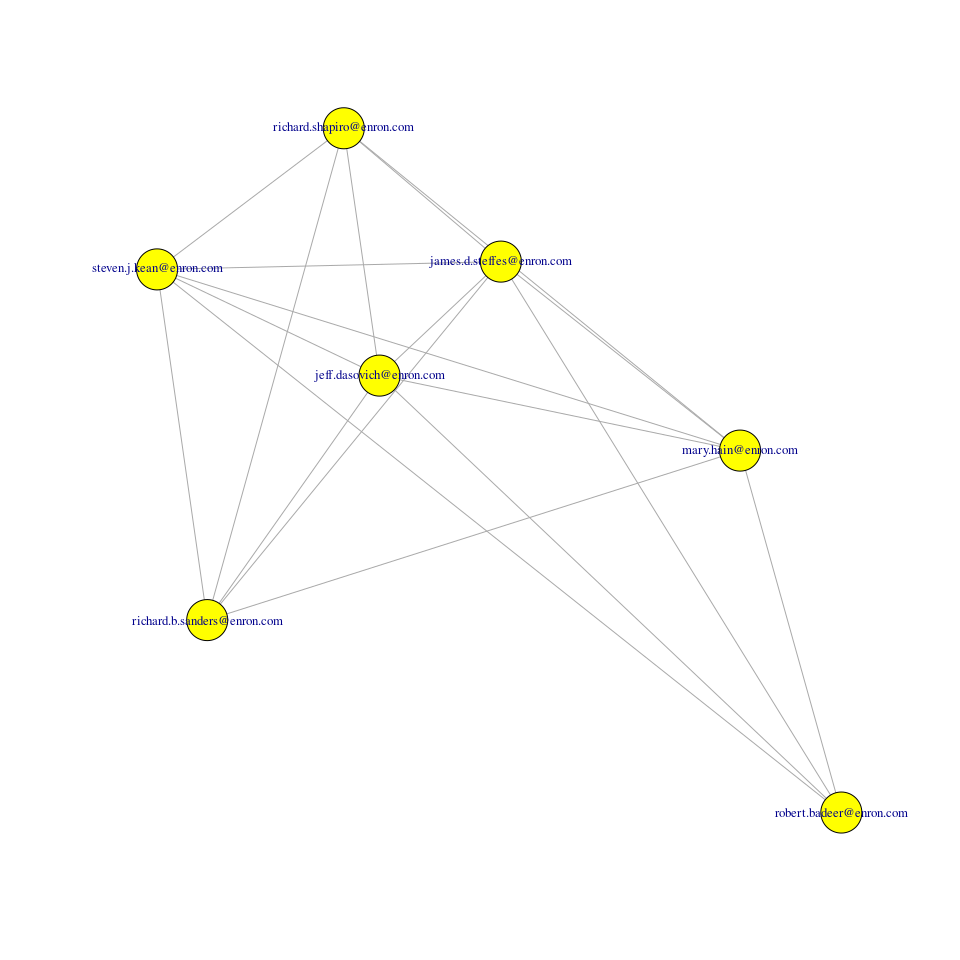 richard.shapiro@enron.com
james.d.steffes@enron.com
steven.j.kean@enron.com
jeff.dasovich@enron.com
mary.hain@enron.com
richard.b.sanders@enron.com
robert.badeer@enron.com